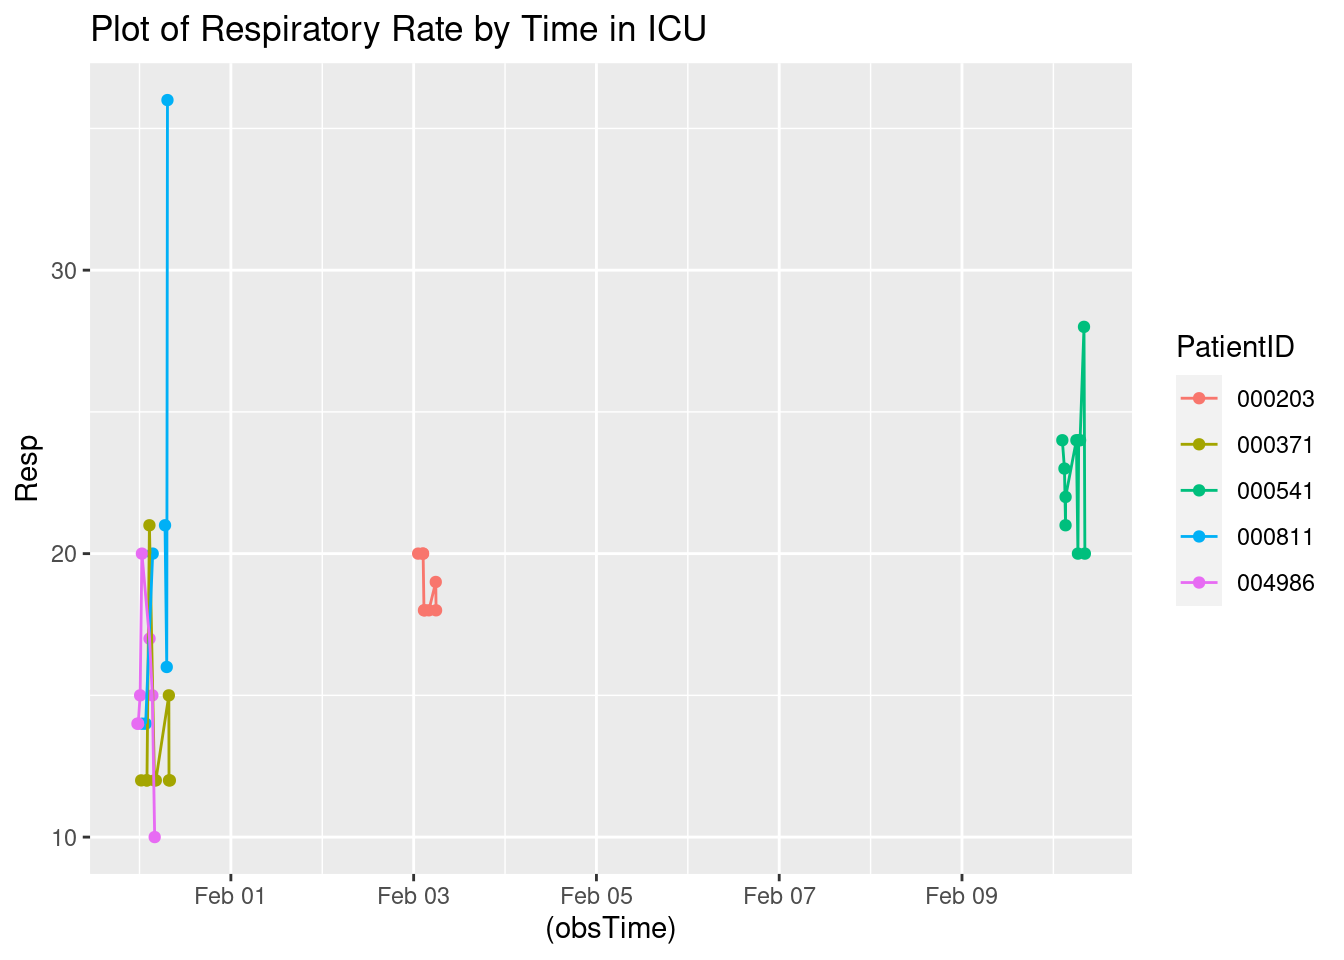 Plot of Respiratory Rate by Time in ICU
Resp
30
20
10
Feb 01
Feb 03
Feb 05
Feb 07
Feb 09
(obsTime)
PatientID
000203
000371
000541
000811
004986